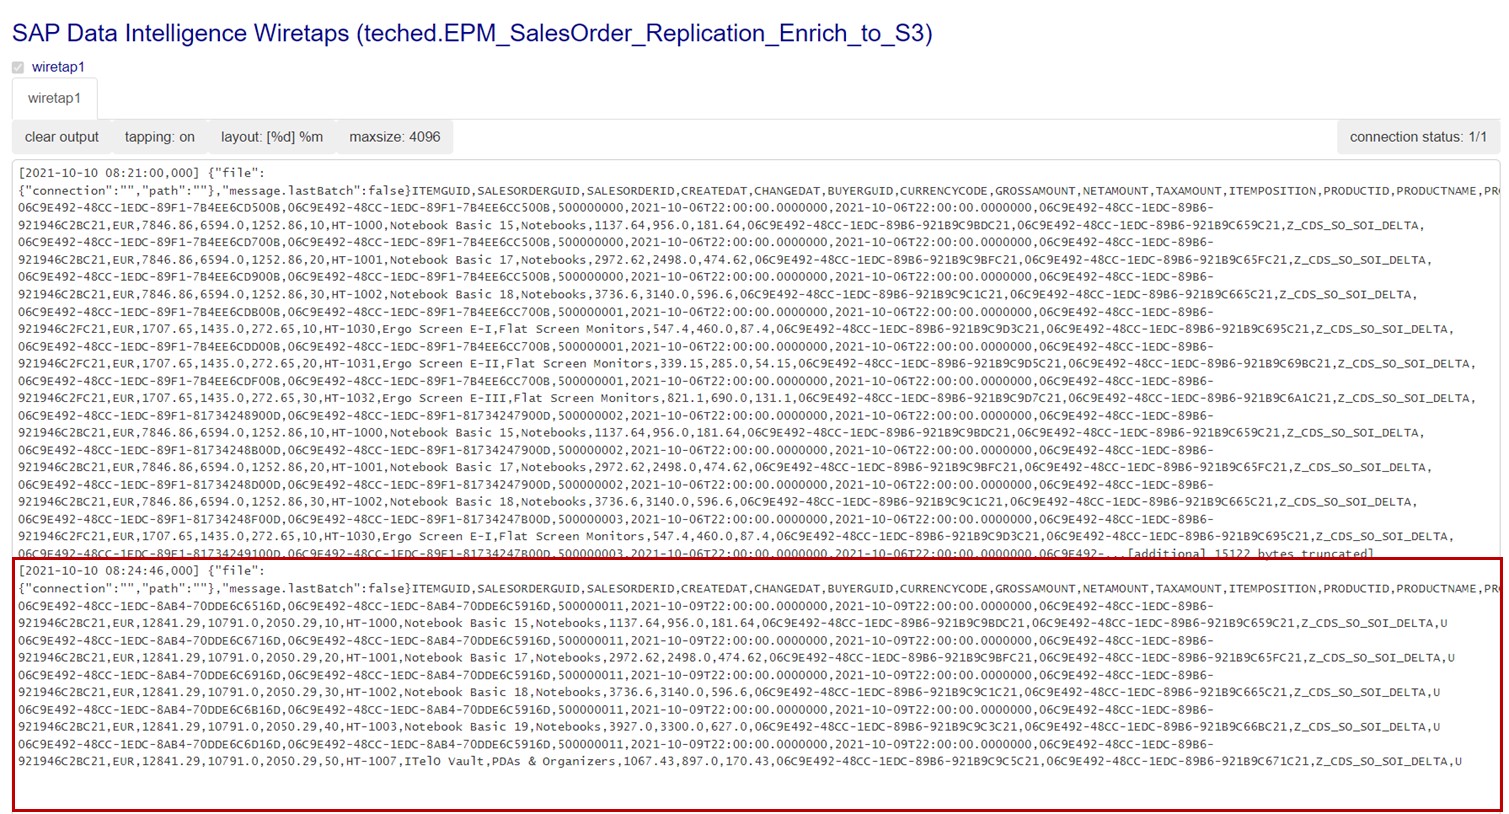 SAP Data Intelligence Wiretaps (teched.EPM_SalesOrder_Replication_Enrich_to_S3)
wiretap1
wiretap1
clear output tapping: on layout: [%d] %m maxsize: 4096 connection status: 1/1
[2021-10-10 08:21:00,000] {"file":
{"connection":"","path":""},"message.lastBatch":false}ITEMGUID,SALESORDERGUID,SALESORDERID,CREATEDAT,CHANGEDAT,BUYERGUID,CURRENCYCODE,GROSSAMOUNT,NETAMOUNT,TAXAMOUNT,ITEMPOSITION,PRODUCTID,PRODUCTNAME,PRO
06C9E492-48CC-1EDC-89F1-7B4EE6CD500B,06C9E492-48CC-1EDC-89F1-7B4EE6CC500B,500000000,2021-10-06T22:00:00.0000000,2021-10-06T22:00:00.0000000,06C9E492-48CC-1EDC-89B6-
921946C2BC21,EUR,7846.86,6594.0,1252.86,10,HT-1000,Notebook Basic 15,Notebooks,1137.64,956.0,181.64,06C9E492-48CC-1EDC-89B6-921B9C9BDC21,06C9E492-48CC-1EDC-89B6-921B9C659C21,Z_CDS_SO_SOI_DELTA,
06C9E492-48CC-1EDC-89F1-7B4EE6CD700B,06C9E492-48CC-1EDC-89F1-7B4EE6CC500B,500000000,2021-10-06T22:00:00.0000000,2021-10-06T22:00:00.0000000,06C9E492-48CC-1EDC-89B6-
921946C2BC21,EUR,7846.86,6594.0,1252.86,20,HT-1001,Notebook Basic 17,Notebooks,2972.62,2498.0,474.62,06C9E492-48CC-1EDC-89B6-921B9C9BFC21,06C9E492-48CC-1EDC-89B6-921B9C65FC21,Z_CDS_SO_SOI_DELTA,
06C9E492-48CC-1EDC-89F1-7B4EE6CD900B,06C9E492-48CC-1EDC-89F1-7B4EE6CC500B,500000000,2021-10-06T22:00:00.0000000,2021-10-06T22:00:00.0000000,06C9E492-48CC-1EDC-89B6-
921946C2BC21,EUR,7846.86,6594.0,1252.86,30,HT-1002,Notebook Basic 18,Notebooks,3736.6,3140.0,596.6,06C9E492-48CC-1EDC-89B6-921B9C9C1C21,06C9E492-48CC-1EDC-89B6-921B9C665C21,Z_CDS_SO_SOI_DELTA,
06C9E492-48CC-1EDC-89F1-7B4EE6CDB00B,06C9E492-48CC-1EDC-89F1-7B4EE6CC700B,500000001,2021-10-06T22:00:00.0000000,2021-10-06T22:00:00.0000000,06C9E492-48CC-1EDC-89B6-
921946C2FC21,EUR,1707.65,1435.0,272.65,10,HT-1030,Ergo Screen E-I,Flat Screen Monitors,547.4,460.0,87.4,06C9E492-48CC-1EDC-89B6-921B9C9D3C21,06C9E492-48CC-1EDC-89B6-921B9C695C21,Z_CDS_SO_SOI_DELTA,
06C9E492-48CC-1EDC-89F1-7B4EE6CDD00B,06C9E492-48CC-1EDC-89F1-7B4EE6CC700B,500000001,2021-10-06T22:00:00.0000000,2021-10-06T22:00:00.0000000,06C9E492-48CC-1EDC-89B6-
921946C2FC21,EUR,1707.65,1435.0,272.65,20,HT-1031,Ergo Screen E-II,Flat Screen Monitors,339.15,285.0,54.15,06C9E492-48CC-1EDC-89B6-921B9C9D5C21,06C9E492-48CC-1EDC-89B6-921B9C69BC21,Z_CDS_SO_SOI_DELTA,
06C9E492-48CC-1EDC-89F1-7B4EE6CDF00B,06C9E492-48CC-1EDC-89F1-7B4EE6CC700B,500000001,2021-10-06T22:00:00.0000000,2021-10-06T22:00:00.0000000,06C9E492-48CC-1EDC-89B6-
921946C2FC21,EUR,1707.65,1435.0,272.65,30,HT-1032,Ergo Screen E-III,Flat Screen Monitors,821.1,690.0,131.1,06C9E492-48CC-1EDC-89B6-921B9C9D7C21,06C9E492-48CC-1EDC-89B6-921B9C6A1C21,Z_CDS_SO_SOI_DELTA,
06C9E492-48CC-1EDC-89F1-81734248900D,06C9E492-48CC-1EDC-89F1-81734247900D,500000002,2021-10-06T22:00:00.0000000,2021-10-06T22:00:00.0000000,06C9E492-48CC-1EDC-89B6-
921946C2BC21,EUR,7846.86,6594.0,1252.86,10,HT-1000,Notebook Basic 15,Notebooks,1137.64,956.0,181.64,06C9E492-48CC-1EDC-89B6-921B9C9BDC21,06C9E492-48CC-1EDC-89B6-921B9C659C21,Z_CDS_SO_SOI_DELTA,
06C9E492-48CC-1EDC-89F1-81734248B00D,06C9E492-48CC-1EDC-89F1-81734247900D,500000002,2021-10-06T22:00:00.0000000,2021-10-06T22:00:00.0000000,06C9E492-48CC-1EDC-89B6-
921946C2BC21,EUR,7846.86,6594.0,1252.86,20,HT-1001,Notebook Basic 17,Notebooks,2972.62,2498.0,474.62,06C9E492-48CC-1EDC-89B6-921B9C9BFC21,06C9E492-48CC-1EDC-89B6-921B9C65FC21,Z_CDS_SO_SOI_DELTA,
06C9E492-48CC-1EDC-89F1-81734248D00D,06C9E492-48CC-1EDC-89F1-81734247900D,500000002,2021-10-06T22:00:00.0000000,2021-10-06T22:00:00.0000000,06C9E492-48CC-1EDC-89B6-
921946C2BC21,EUR,7846.86,6594.0,1252.86,30,HT-1002,Notebook Basic 18,Notebooks,3736.6,3140.0,596.6,06C9E492-48CC-1EDC-89B6-921B9C9C1C21,06C9E492-48CC-1EDC-89B6-921B9C665C21,Z_CDS_SO_SOI_DELTA,
06C9E492-48CC-1EDC-89F1-81734248F00D,06C9E492-48CC-1EDC-89F1-81734247B00D,500000003,2021-10-06T22:00:00.0000000,2021-10-06T22:00:00.0000000,06C9E492-48CC-1EDC-89B6-
921946C2FC21,EUR,1707.65,1435.0,272.65,10,HT-1030,Ergo Screen E-I,Flat Screen Monitors,547.4,460.0,87.4,06C9E492-48CC-1EDC-89B6-921B9C9D3C21,06C9E492-48CC-1EDC-89B6-921B9C695C21,Z_CDS_SO_SOI_DELTA,
06C9E492-48CC-1EDC-89F1-81734249100D,06C9E492-48CC-1EDC-89F1-81734247B00D,500000003,2021-10-06T22:00:00.0000000,2021-10-06T22:00:00.0000000,06C9E492-...[additional 15122 bytes truncated]
[2021-10-10 08:24:46,000] {"file":
{"connection":"","path":""},"message.lastBatch":false}ITEMGUID,SALESORDERGUID,SALESORDERID,CREATEDAT,CHANGEDAT,BUYERGUID,CURRENCYCODE,GROSSAMOUNT,NETAMOUNT,TAXAMOUNT,ITEMPOSITION,PRODUCTID,PRODUCTNAME,PRO
06C9E492-48CC-1EDC-8AB4-70DDE6C6516D,06C9E492-48CC-1EDC-8AB4-70DDE6C5916D,500000011,2021-10-09T22:00:00.0000000,2021-10-09T22:00:00.0000000,06C9E492-48CC-1EDC-89B6-
921946C2BC21,EUR,12841.29,10791.0,2050.29,10,HT-1000,Notebook Basic 15,Notebooks,1137.64,956.0,181.64,06C9E492-48CC-1EDC-89B6-921B9C9BDC21,06C9E492-48CC-1EDC-89B6-921B9C659C21,Z_CDS_SO_SOI_DELTA,U
06C9E492-48CC-1EDC-8AB4-70DDE6C6716D,06C9E492-48CC-1EDC-8AB4-70DDE6C5916D,500000011,2021-10-09T22:00:00.0000000,2021-10-09T22:00:00.0000000,06C9E492-48CC-1EDC-89B6-
921946C2BC21,EUR,12841.29,10791.0,2050.29,20,HT-1001,Notebook Basic 17,Notebooks,2972.62,2498.0,474.62,06C9E492-48CC-1EDC-89B6-921B9C9BFC21,06C9E492-48CC-1EDC-89B6-921B9C65FC21,Z_CDS_SO_SOI_DELTA,U
06C9E492-48CC-1EDC-8AB4-70DDE6C6916D,06C9E492-48CC-1EDC-8AB4-70DDE6C5916D,500000011,2021-10-09T22:00:00.0000000,2021-10-09T22:00:00.0000000,06C9E492-48CC-1EDC-89B6-
921946C2BC21,EUR,12841.29,10791.0,2050.29,30,HT-1002,Notebook Basic 18,Notebooks,3736.6,3140.0,596.6,06C9E492-48CC-1EDC-89B6-921B9C9C1C21,06C9E492-48CC-1EDC-89B6-921B9C665C21,Z_CDS_SO_SOI_DELTA,U
06C9E492-48CC-1EDC-8AB4-70DDE6C6B16D,06C9E492-48CC-1EDC-8AB4-70DDE6C5916D,500000011,2021-10-09T22:00:00.0000000,2021-10-09T22:00:00.0000000,06C9E492-48CC-1EDC-89B6-
921946C2BC21,EUR,12841.29,10791.0,2050.29,40,HT-1003,Notebook Basic 19,Notebooks,3927.0,3300.0,627.0,06C9E492-48CC-1EDC-89B6-921B9C9C3C21,06C9E492-48CC-1EDC-89B6-921B9C66BC21,Z_CDS_SO_SOI_DELTA,U
06C9E492-48CC-1EDC-8AB4-70DDE6C6D16D,06C9E492-48CC-1EDC-8AB4-70DDE6C5916D,500000011,2021-10-09T22:00:00.0000000,2021-10-09T22:00:00.0000000,06C9E492-48CC-1EDC-89B6-
921946C2BC21,EUR,12841.29,10791.0,2050.29,50,HT-1007,ITelO Vault,PDAs & Organizers,1067.43,897.0,170.43,06C9E492-48CC-1EDC-89B6-921B9C9C5C21,06C9E492-48CC-1EDC-89B6-921B9C671C21,Z_CDS_SO_SOI_DELTA,U